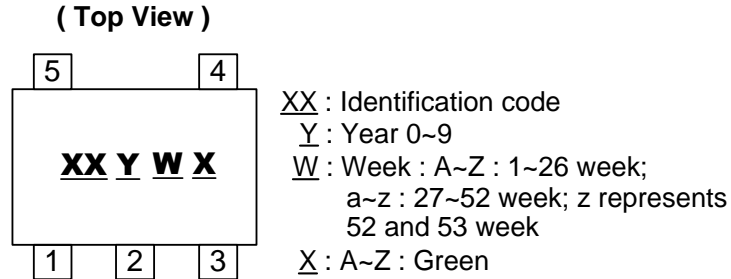 ( Top View )
5 4
XX Y W X
1 2 3
XX : Identification code
Y : Year 0~9
W : Week : A~Z : 1~26 week;
a~z : 27~52 week; z represents
52 and 53 week
X : A~Z : Green